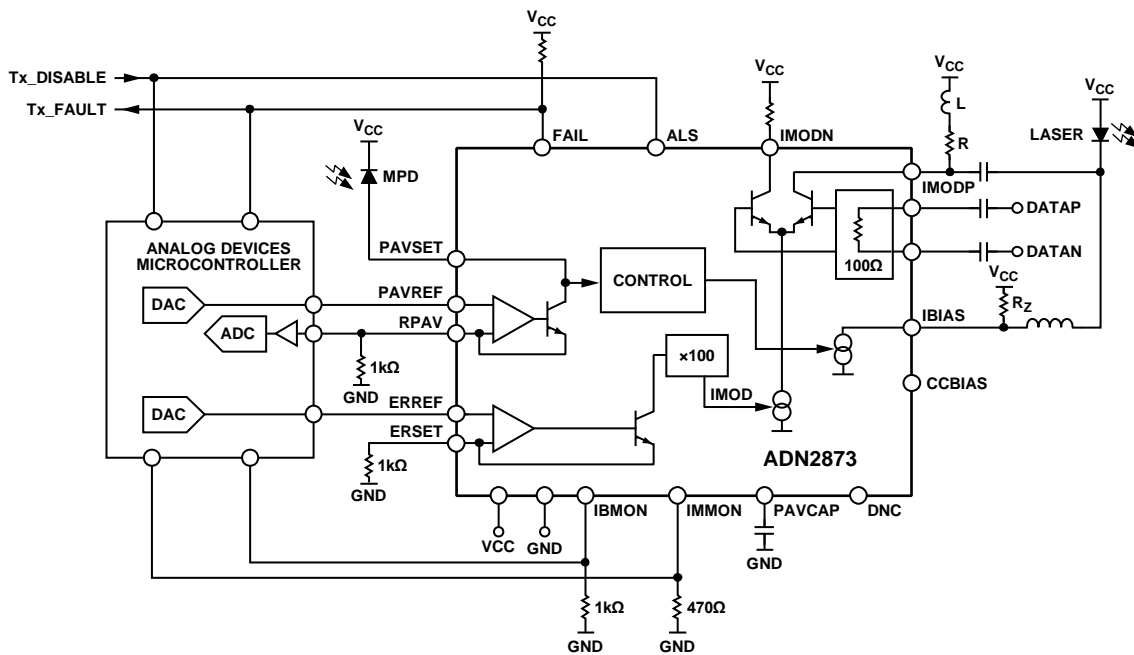 VCC
Tx_DISABLE
VCC
VCC
L
VCC
Tx_FAULT
VCC
R
LASER
FAIL
ALS
IMODN
MPD
IMODP
ANALOG DEVICES
MICROCONTROLLER
DATAP
PAVSET
100Ω
DATAN
CONTROL
VCC
DAC
PAVREF
RZ
IBIAS
ADC
RPAV
1kΩ
×100
GND
IMOD
CCBIAS
DAC
ERREF
ERSET
1kΩ
ADN2873
GND
IBMON
IMMON
PAVCAP
DNC
VCC
GND
GND
1kΩ
470Ω
GND
GND